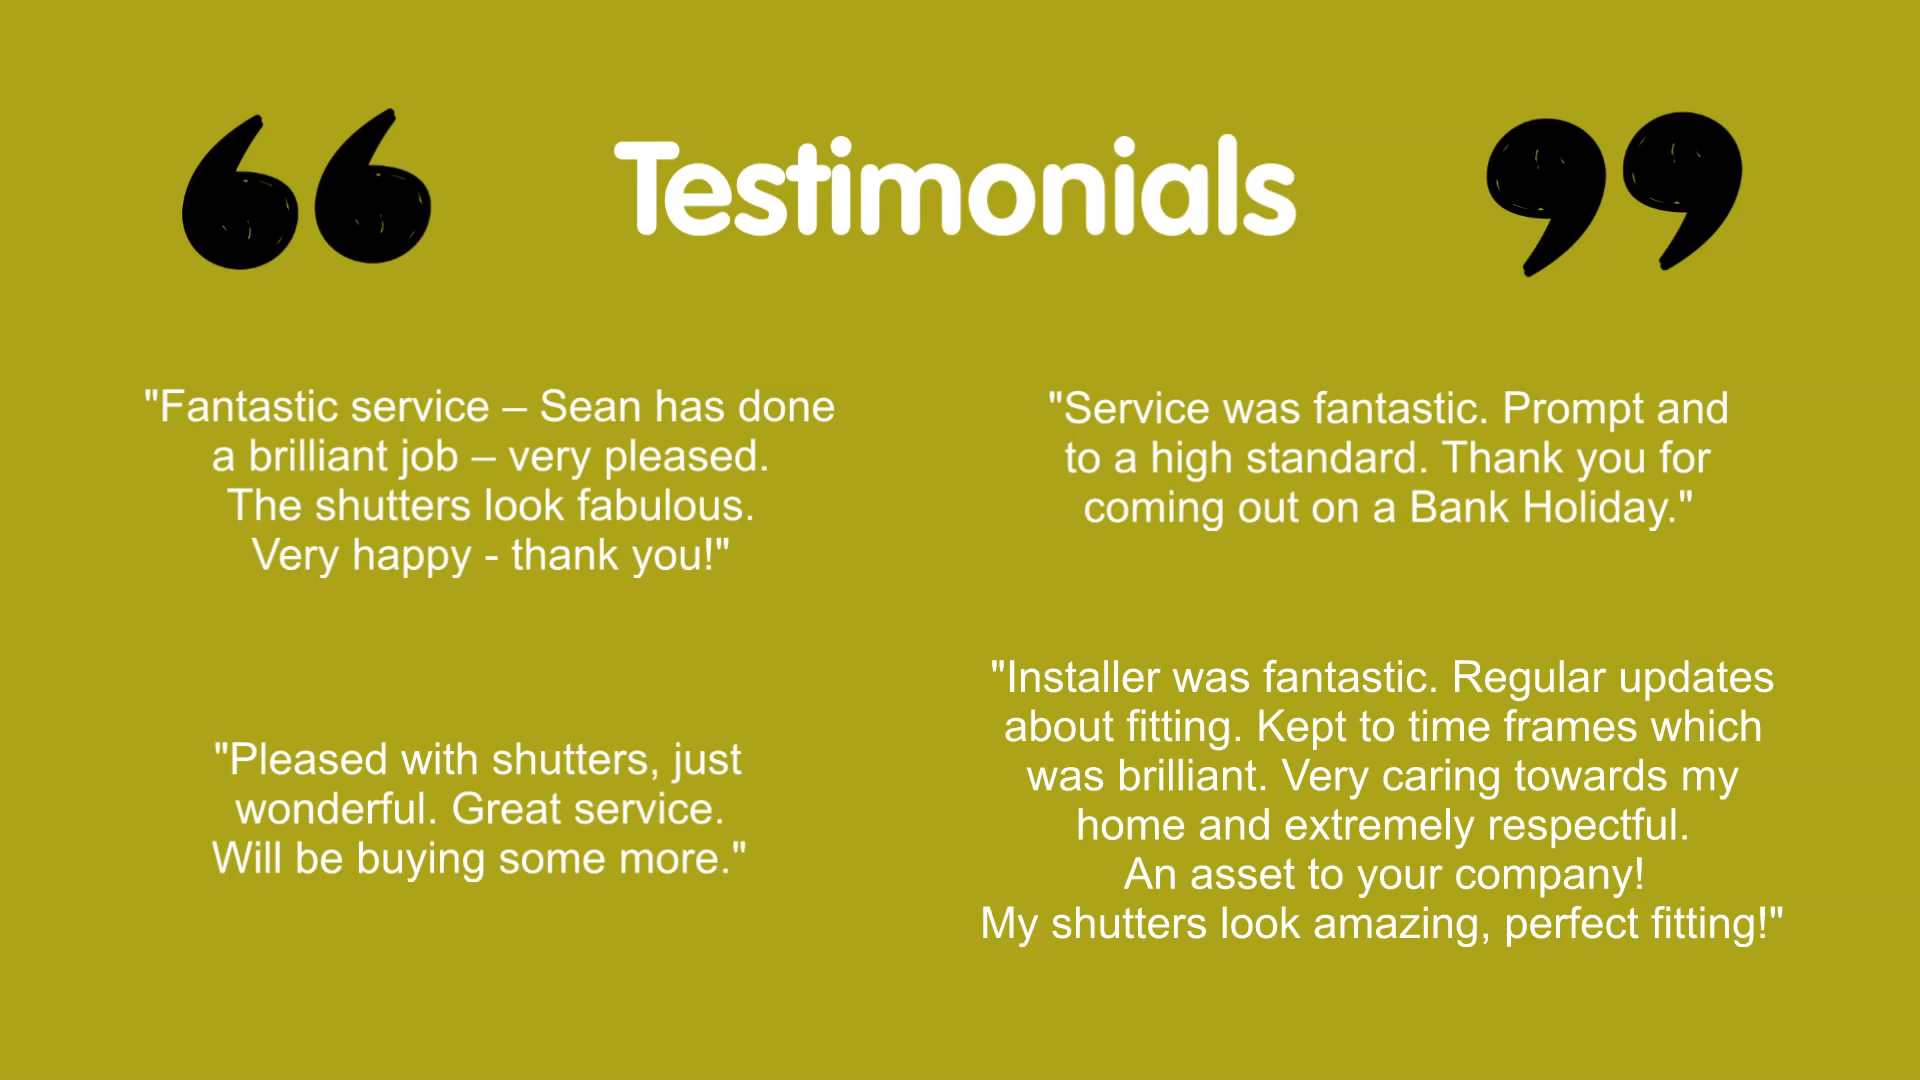 Testimonials
"Fantastic service – Sean has done
a brilliant job – very pleased.
The shutters look fabulous.
Very happy - thank you!"
"Service was fantastic. Prompt and
to a high standard. Thank you for
coming out on a Bank Holiday."
"Pleased with shutters, just
wonderful. Great service.
Will be buying some more."
"Installer was fantastic. Regular updates
about fitting. Kept to time frames which
was brilliant. Very caring towards my
home and extremely respectful.
An asset to your company!
My shutters look amazing, perfect fitting!"